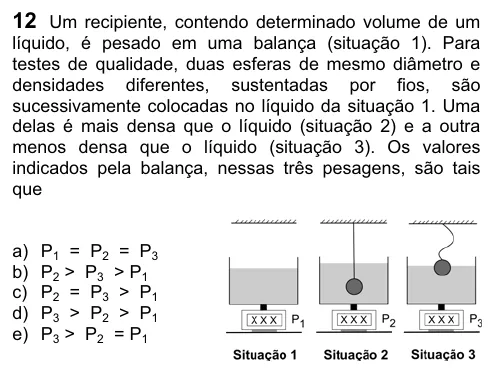 12 Um recipiente, contendo determinado volume de um
líquido, é pesado em uma balança (situação 1). Para
testes de qualidade, duas esferas de mesmo diâmetro e
densidades diferentes, sustentadas por fios, são
sucessivamente colocadas no líquido da situação 1. Uma
delas é mais densa que o líquido (situação 2) e a outra
menos densa que o líquido (situação 3). Os valores
indicados pela balança, nessas três pesagens, são tais
que
a) P₁ = P₂ = P₃
b) P₂ > P₃ > P₁
c) P₂ = P₃ > P₁
d) P₃ > P₂ > P₁
e) P₃ > P₂ = P₁
X X X P₁ X X X P₂ X X X P₃
Situação 1 Situação 2 Situação 3